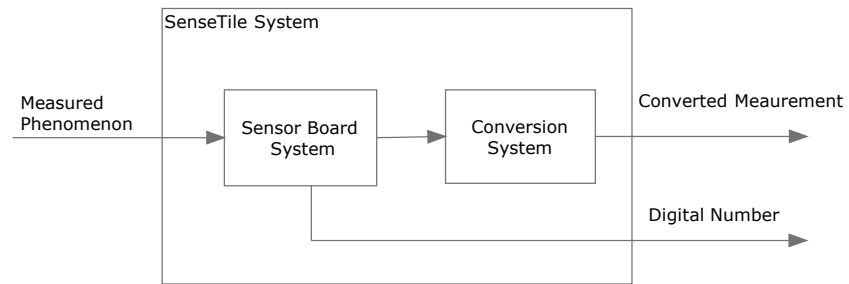 SenseTile System
Measured
Phenomenon
Sensor Board
System
Conversion
System
Converted Meaurement
Digital Number